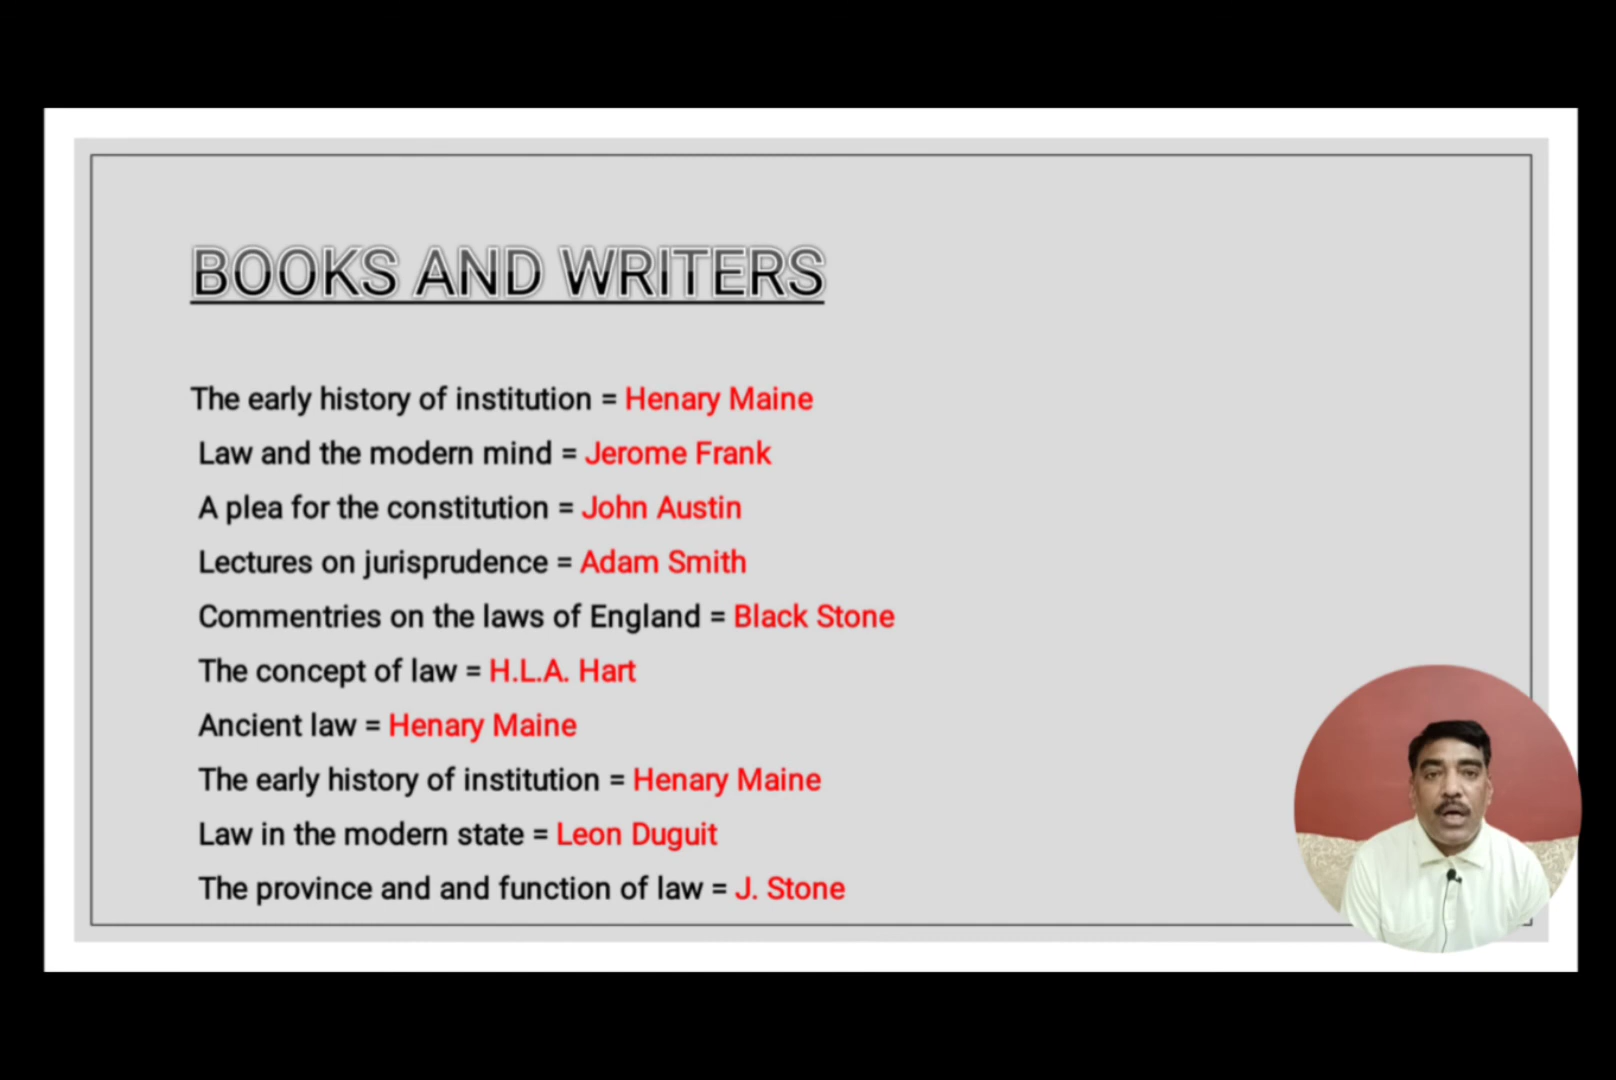 BOOKS AND WRITERS
The early history of institution = Henary Maine
Law and the modern mind = Jerome Frank
A plea for the constitution = John Austin
Lectures on jurisprudence = Adam Smith
Commentries on the laws of England = Black Stone
The concept of law = H.L.A. Hart
Ancient law = Henary Maine
The early history of institution = Henary Maine
Law in the modern state = Leon Duguit
The province and and function of law = J. Stone